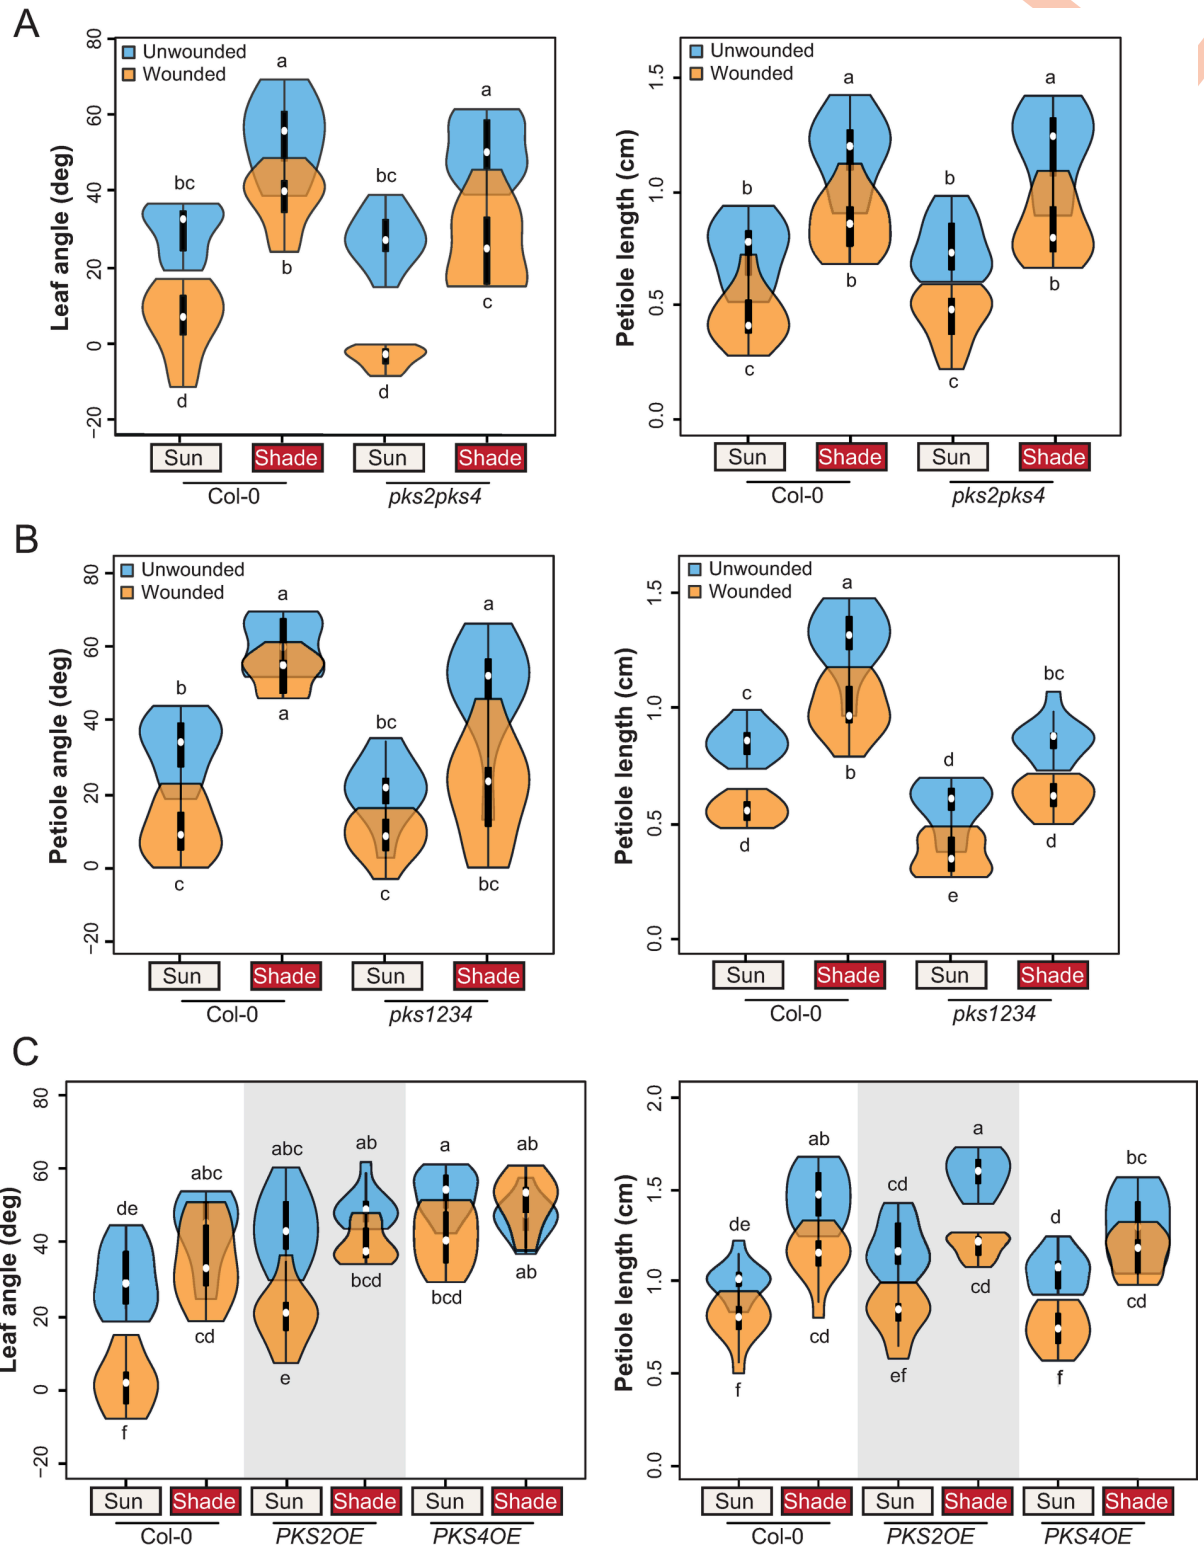 A
Unwounded
Wounded
Leaf angle (deg)
80
60
40
20
0
−20
bc
d
a
b
bc
d
a
c
Sun
Shade
Sun
Shade
Col-0
pks2pks4
Unwounded
Wounded
Petiole length (cm)
1.5
1.0
0.5
0.0
b
c
a
b
b
c
a
b
Sun
Shade
Sun
Shade
Col-0
pks2pks4
B
Unwounded
Wounded
Petiole angle (deg)
80
60
40
20
0
−20
b
c
a
a
bc
c
a
bc
Sun
Shade
Sun
Shade
Col-0
pks1234
Unwounded
Wounded
Petiole length (cm)
1.5
1.0
0.5
0.0
c
d
a
b
d
e
bc
d
Sun
Shade
Sun
Shade
Col-0
pks1234
C
Leaf angle (deg)
80
60
40
20
0
−20
de
f
abc
cd
abc
e
ab
bcd
a
bcd
ab
ab
Sun
Shade
Sun
Shade
Sun
Shade
Col-0
PKS2OE
PKS4OE
Petiole length (cm)
2.0
1.5
1.0
0.5
0.0
de
f
ab
cd
cd
ef
a
cd
d
f
bc
cd
Sun
Shade
Sun
Shade
Sun
Shade
Col-0
PKS2OE
PKS4OE